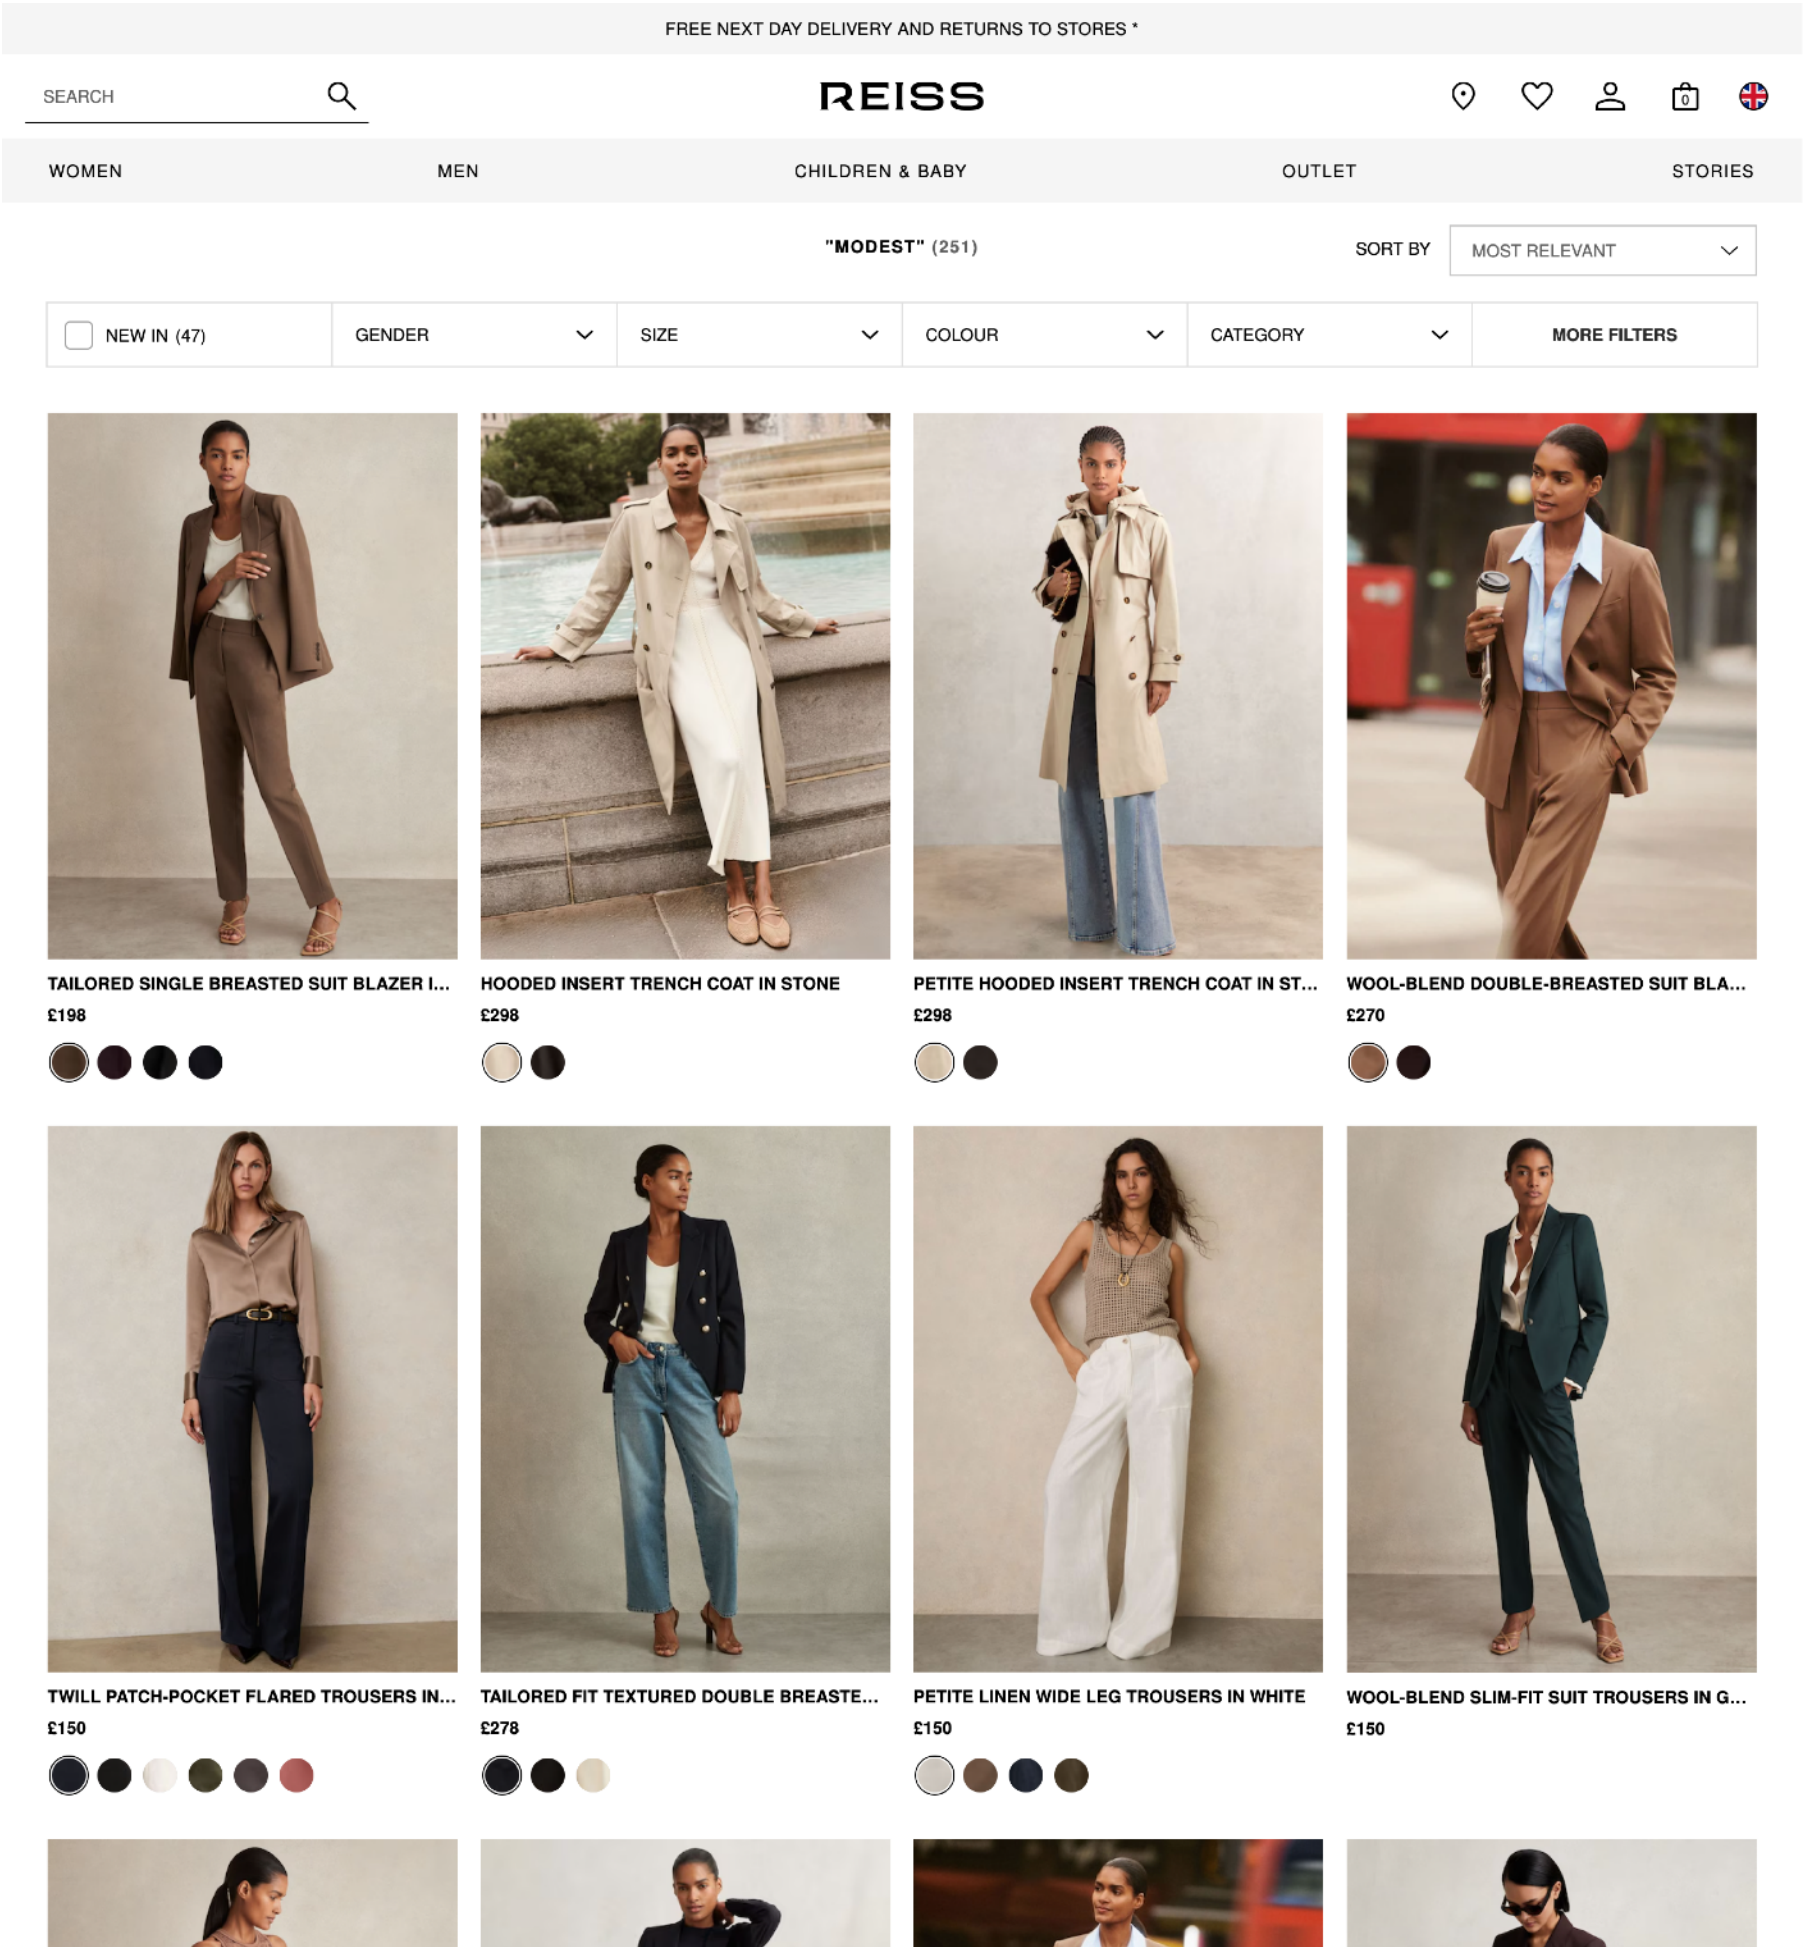 FREE NEXT DAY DELIVERY AND RETURNS TO STORES *
SEARCH
REISS
0
WOMEN
MEN
CHILDREN & BABY
OUTLET
STORIES
"MODEST" (251)
SORT BY
MOST RELEVANT
NEW IN (47)
GENDER
SIZE
COLOUR
CATEGORY
MORE FILTERS
TAILORED SINGLE BREASTED SUIT BLAZER I...
£198
HOODED INSERT TRENCH COAT IN STONE
£298
PETITE HOODED INSERT TRENCH COAT IN ST...
£298
WOOL-BLEND DOUBLE-BREASTED SUIT BLA...
£270
TWILL PATCH-POCKET FLARED TROUSERS IN...
£150
TAILORED FIT TEXTURED DOUBLE BREASTE...
£278
PETITE LINEN WIDE LEG TROUSERS IN WHITE
£150
WOOL-BLEND SLIM-FIT SUIT TROUSERS IN G...
£150